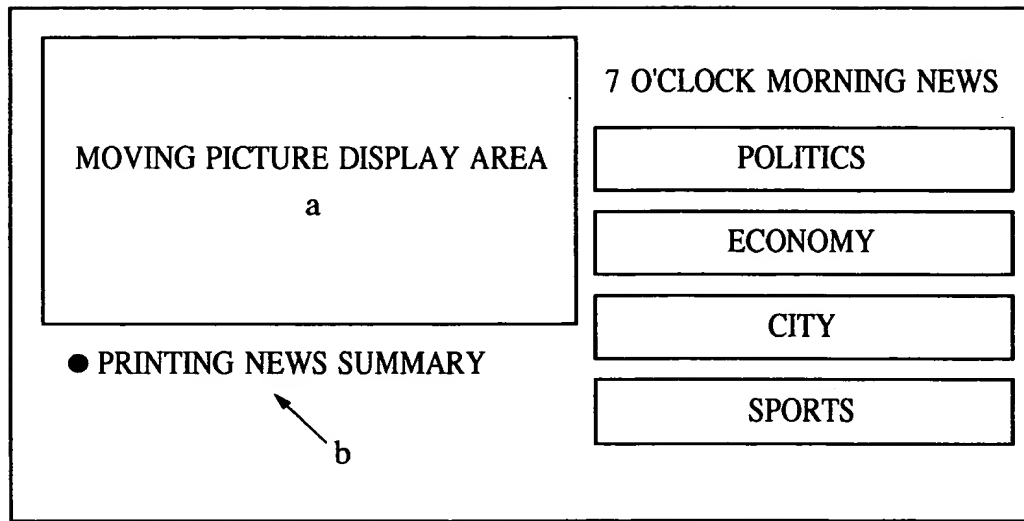 MOVING PICTURE DISPLAY AREA
a
● PRINTING NEWS SUMMARY
b
7 O'CLOCK MORNING NEWS
POLITICS
ECONOMY
CITY
SPORTS